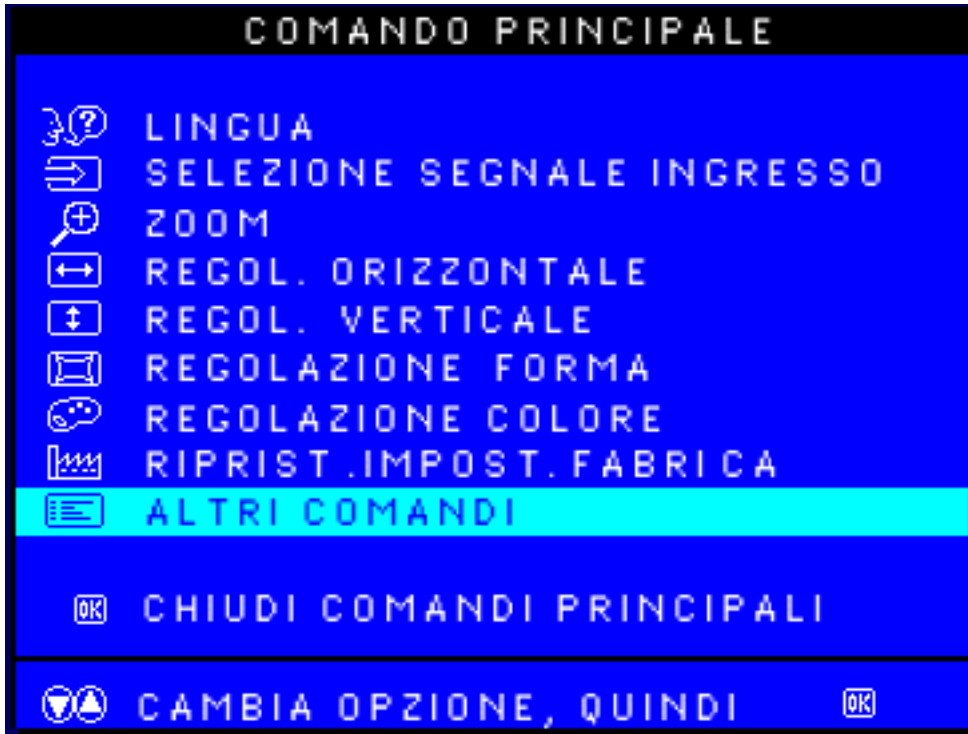 COMANDO PRINCIPALE
LINGUA
SELEZIONE SEGNALE INGRESSO
ZOOM
REGOL. ORIZZONTALE
REGOL. VERTICALE
REGOLAZIONE FORMA
REGOLAZIONE COLORE
RIPRIST.IMPOST.FABRICA
ALTRI COMANDI
OK CHIUDI COMANDI PRINCIPALI
CAMBIA OPZIONE, QUINDI OK